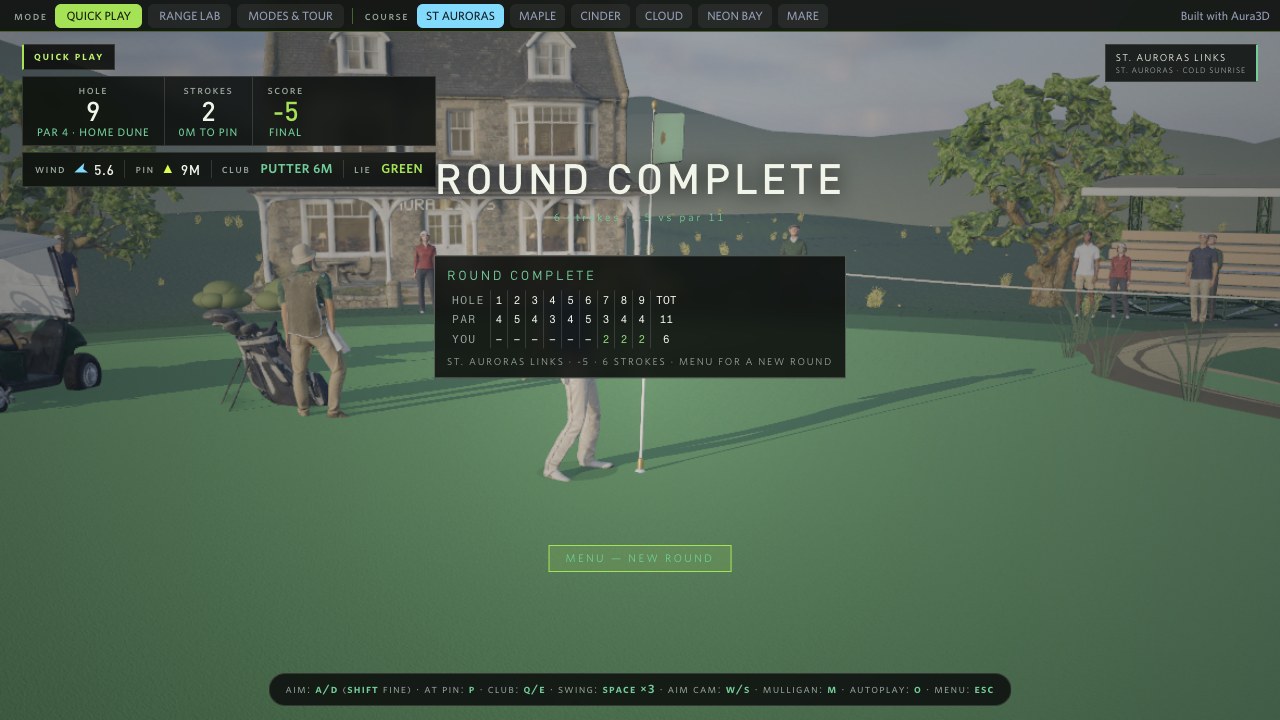 MODE QUICK PLAY RANGE LAB MODES & TOUR COURSE ST AURORAS MAPLE CINDER CLOUD NEON BAY MARE Built with Aura3D
QUICK PLAY
ST. AURORAS LINKS
ST. AURORAS · COLD SUNRISE
HOLE STROKES SCORE
9 2 -5
PAR 4 · HOME DUNE 0M TO PIN FINAL
WIND 5.6 PIN 9M CLUB PUTTER 6M LIE GREEN
ROUND COMPLETE
vs par 11
ROUND COMPLETE
HOLE 1 2 3 4 5 6 7 8 9 TOT
PAR 4 5 4 3 4 5 3 4 4 11
YOU – – – – – – 2 2 2 6
ST. AURORAS LINKS · -5 · 6 STROKES · MENU FOR A NEW ROUND
MENU — NEW ROUND
AIM: A/D (SHIFT FINE) · AT PIN: P · CLUB: Q/E · SWING: SPACE ×3 · AIM CAM: W/S · MULLIGAN: M · AUTOPLAY: O · MENU: ESC